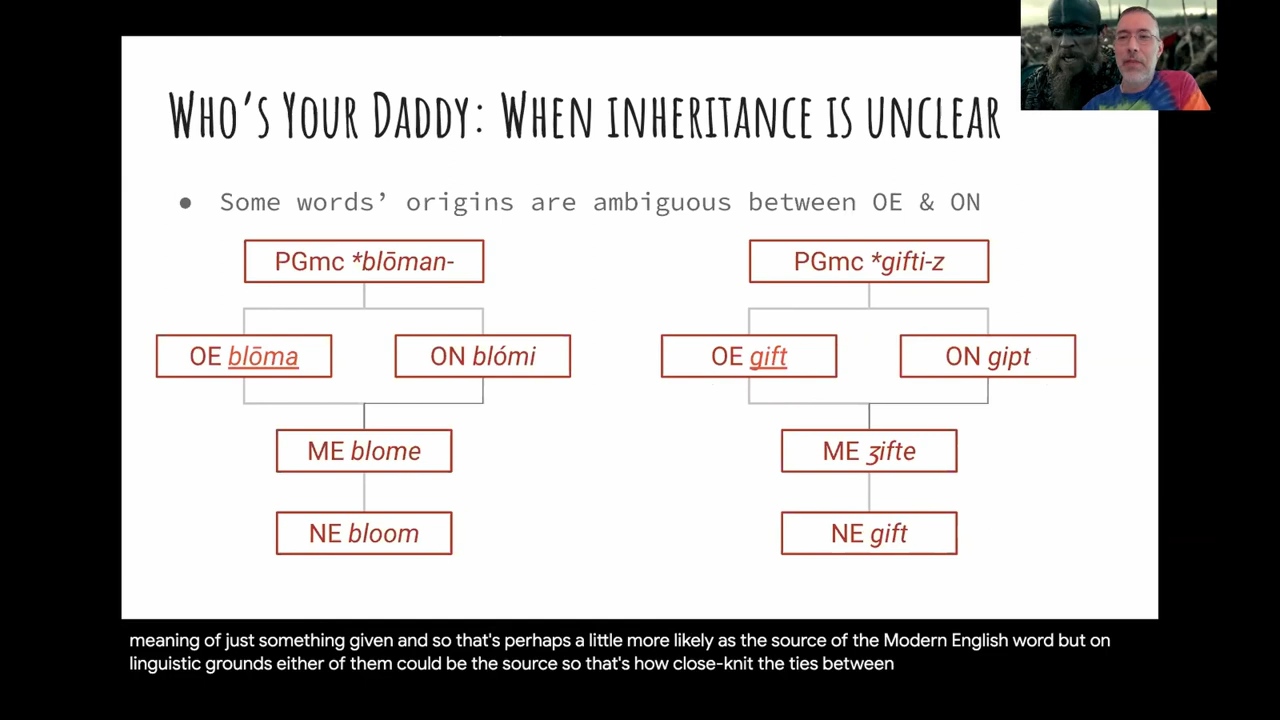 Who's Your Daddy: When inheritance is unclear
● Some words' origins are ambiguous between OE & ON
PGmc *blōman-
OE blōma
ON blómi
ME blome
NE bloom
PGmc *gifti-z
OE gift
ON gipt
ME ʒifte
NE gift
meaning of just something given and so that's perhaps a little more likely as the source of the Modern English word but on
linguistic grounds either of them could be the source so that's how close-knit the ties between